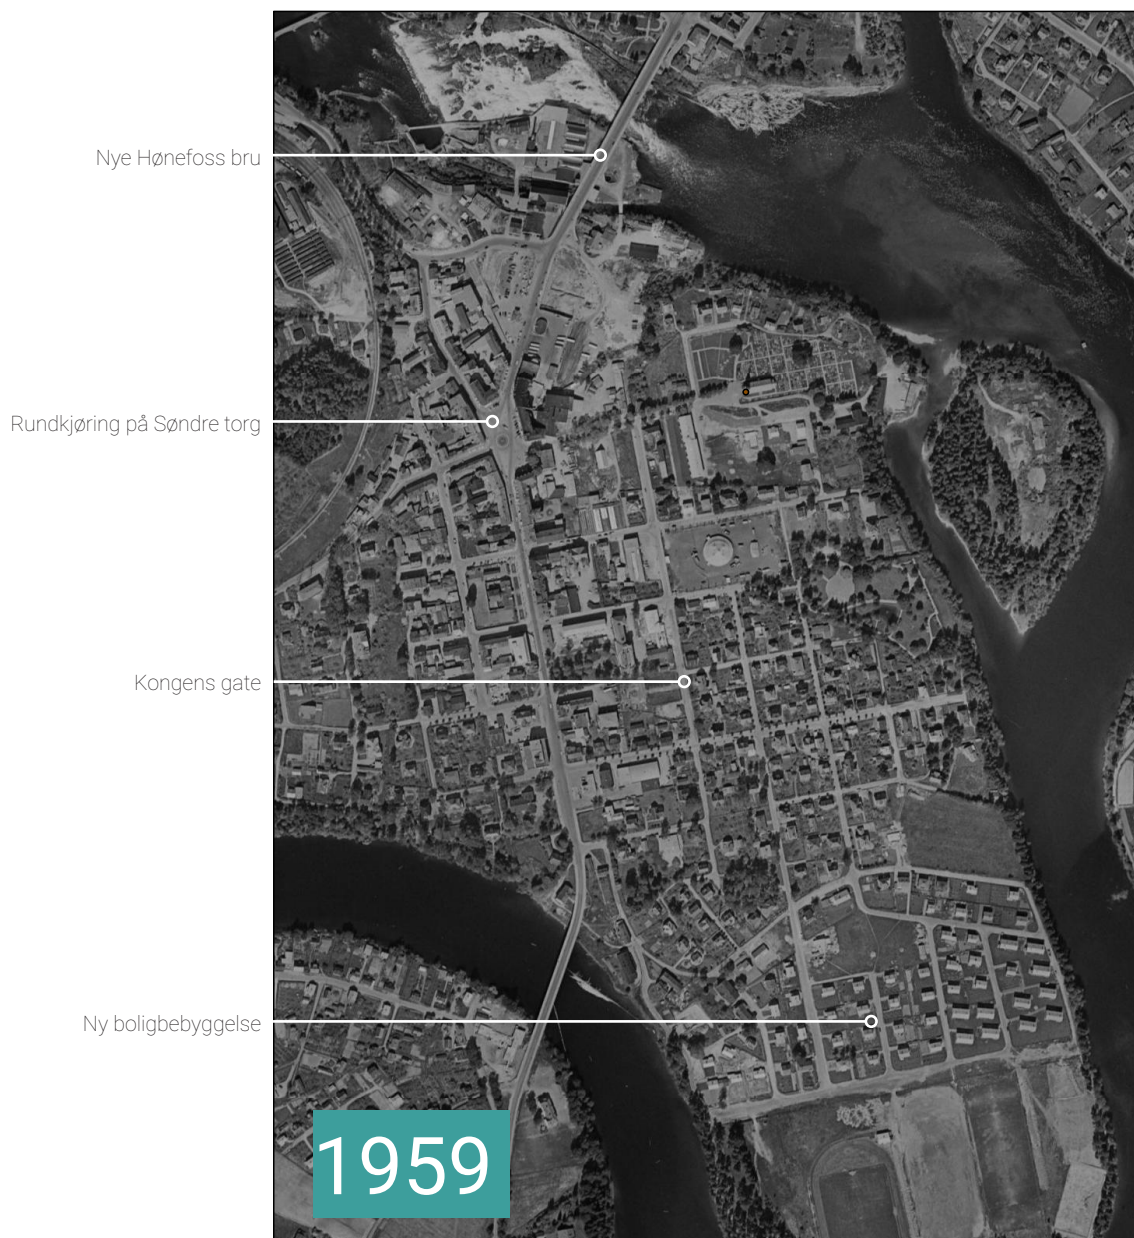 Nye Hønefoss bru
Rundkjøring på Søndre torg
Kongens gate
Ny boligbebyggelse
1959